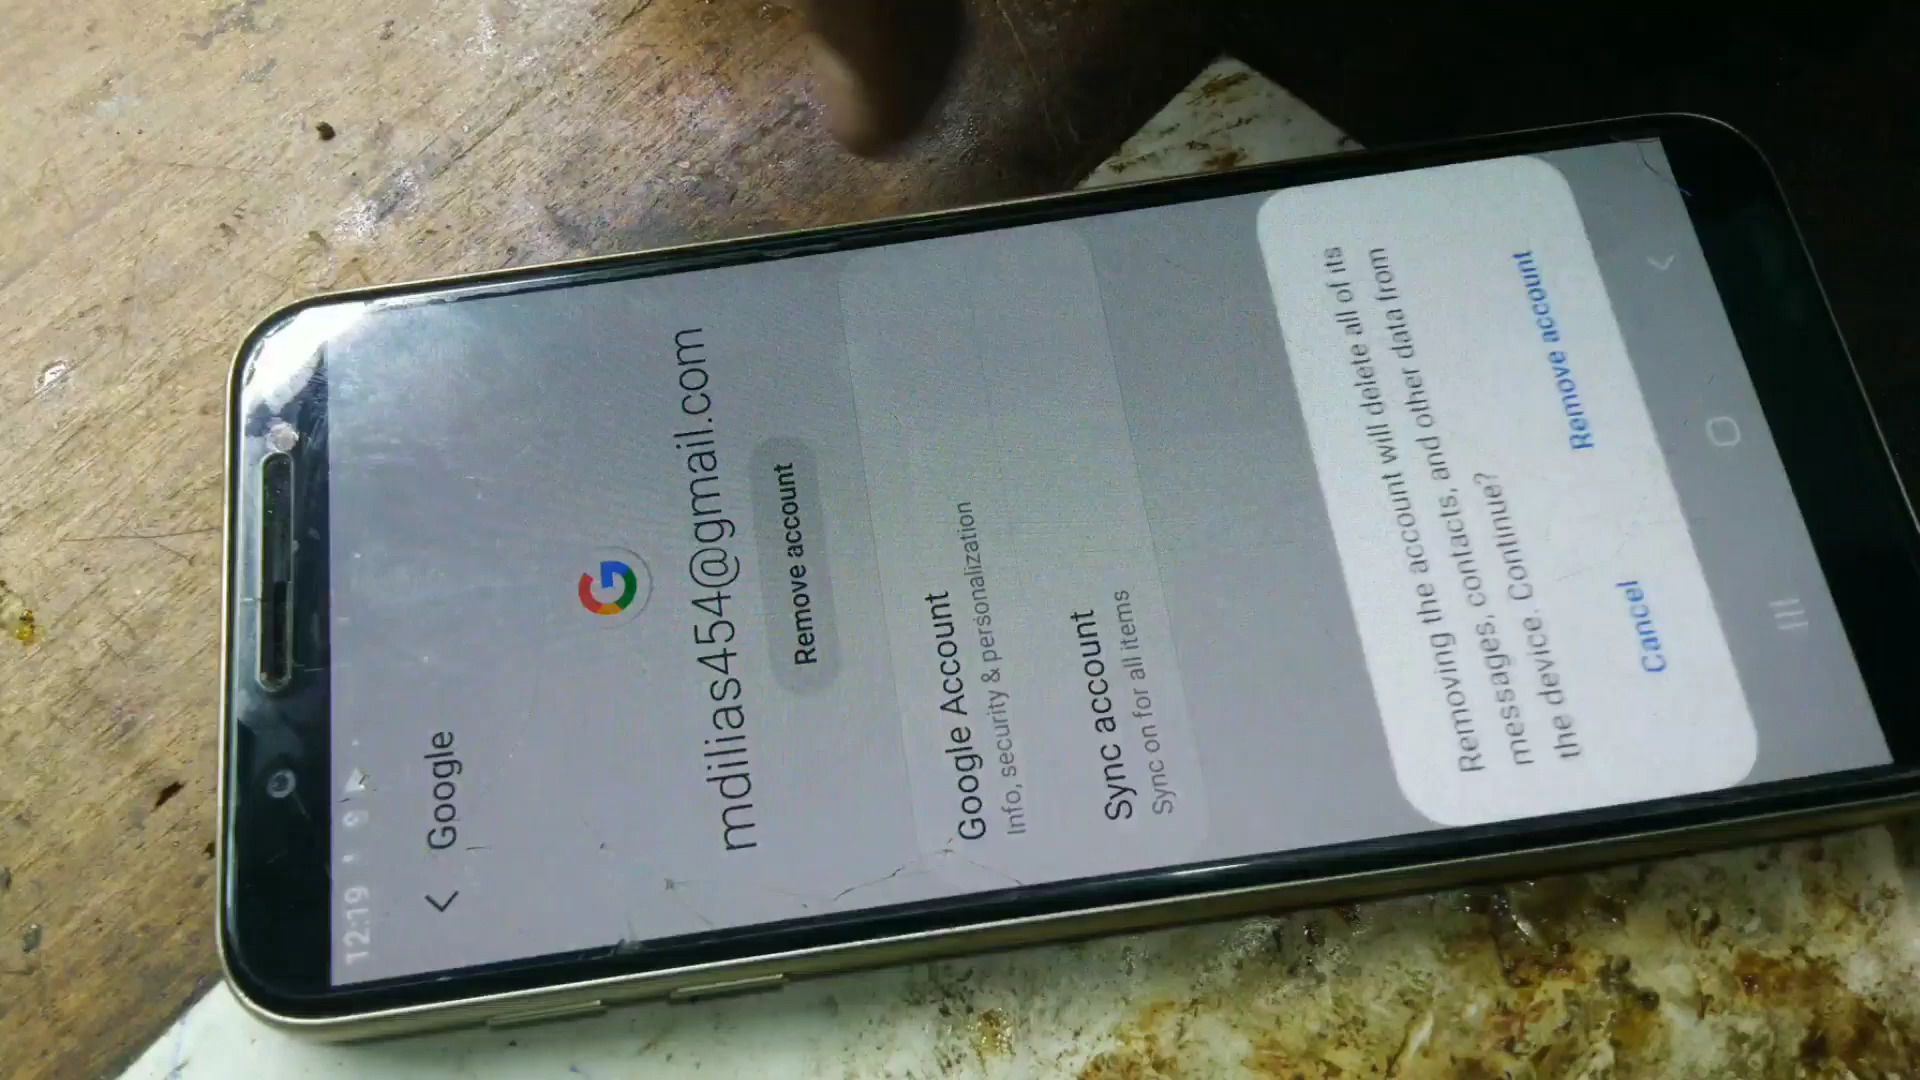 12:19
Google
mdilias454@gmail.com
Remove account
Google Account
Info, security & personalization
Sync account
Sync on for all items
Removing the account will delete all of its
messages, contacts, and other data from
the device. Continue?
Cancel
Remove account